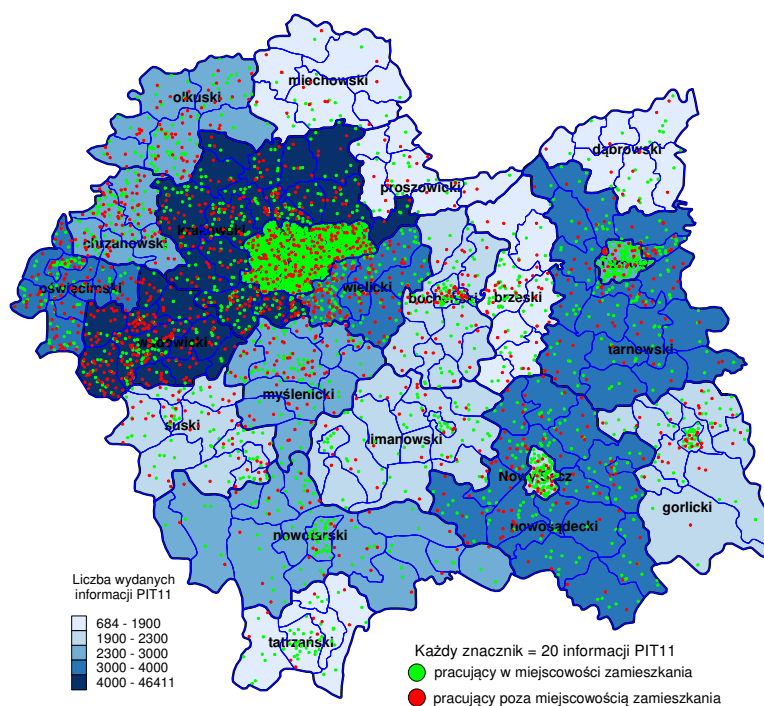 miechowski
olkuski
dąbrowski
proszowicki
krakowski
chrzanowski
oświęcimski
wielicki
bocheński
brzeski
wadowicki
tarnowski
myślenicki
suski
limanowski
Nowy Sącz
gorlicki
nowotarski
nowosądecki
tatrzański
Liczba wydanych
informacji PIT11
684 - 1900
1900 - 2300
2300 - 3000
3000 - 4000
4000 - 46411
Każdy znacznik = 20 informacji PIT11
pracujący w miejscowości zamieszkania
pracujący poza miejscowością zamieszkania